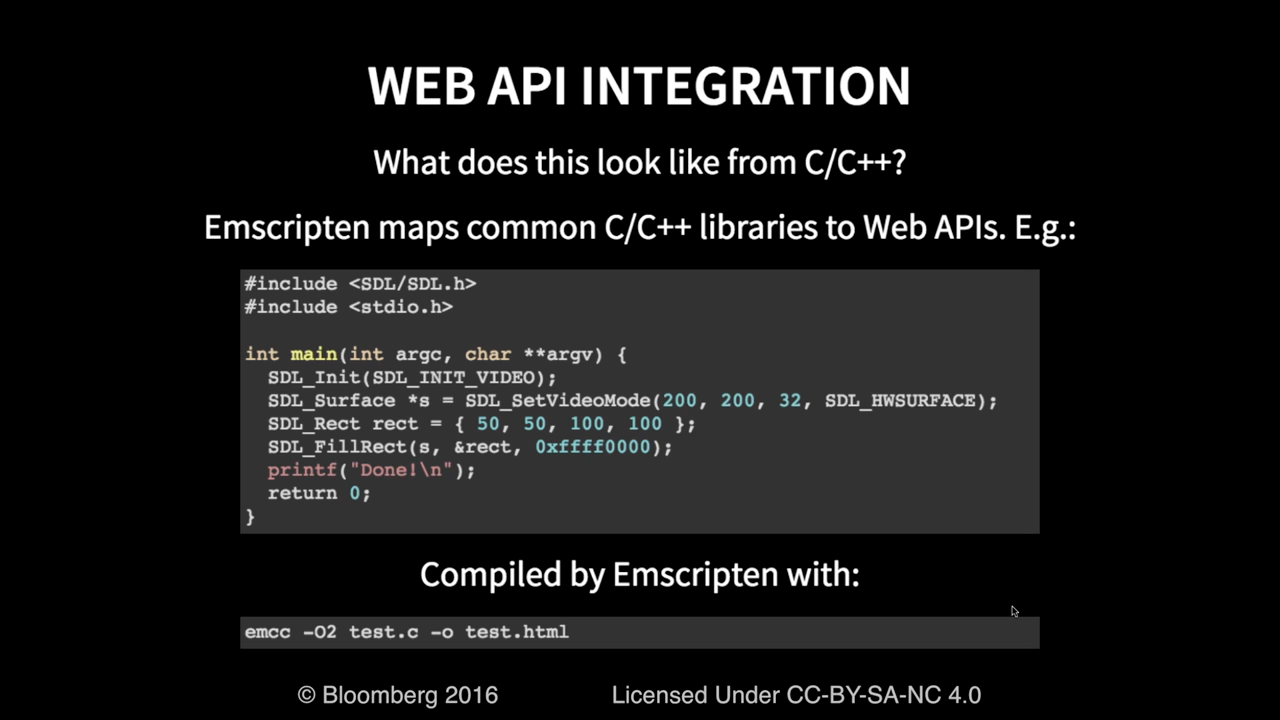 WEB API INTEGRATION
What does this look like from C/C++?
Emscripten maps common C/C++ libraries to Web APIs. E.g.:
#include <SDL/SDL.h>
#include <stdio.h>
int main(int argc, char **argv) {
  SDL_Init(SDL_INIT_VIDEO);
  SDL_Surface *s = SDL_SetVideoMode(200, 200, 32, SDL_HWSURFACE);
  SDL_Rect rect = { 50, 50, 100, 100 };
  SDL_FillRect(s, &rect, 0xffff0000);
  printf("Done!\n");
  return 0;
}
Compiled by Emscripten with:
emcc -O2 test.c -o test.html
© Bloomberg 2016 Licensed Under CC-BY-SA-NC 4.0